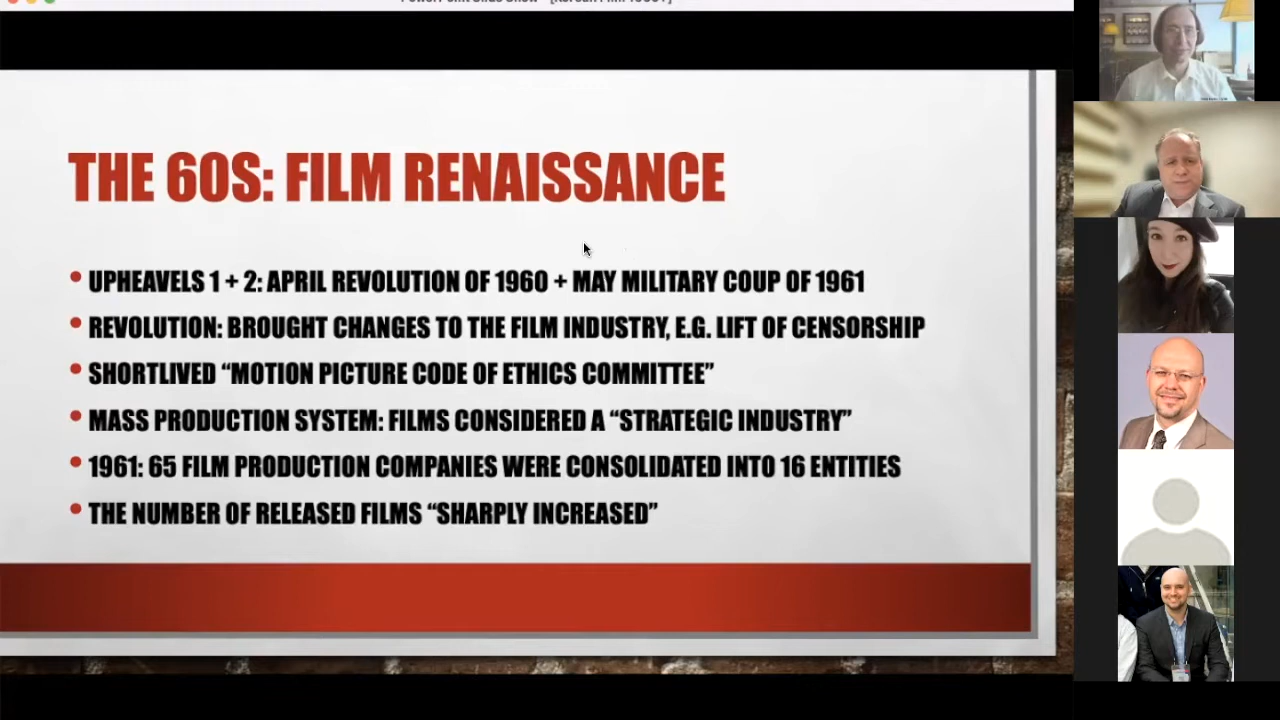 THE 60S: FILM RENAISSANCE
• UPHEAVELS 1 + 2: APRIL REVOLUTION OF 1960 + MAY MILITARY COUP OF 1961
• REVOLUTION: BROUGHT CHANGES TO THE FILM INDUSTRY, E.G. LIFT OF CENSORSHIP
• SHORTLIVED “MOTION PICTURE CODE OF ETHICS COMMITTEE”
• MASS PRODUCTION SYSTEM: FILMS CONSIDERED A “STRATEGIC INDUSTRY”
• 1961: 65 FILM PRODUCTION COMPANIES WERE CONSOLIDATED INTO 16 ENTITIES
• THE NUMBER OF RELEASED FILMS “SHARPLY INCREASED”